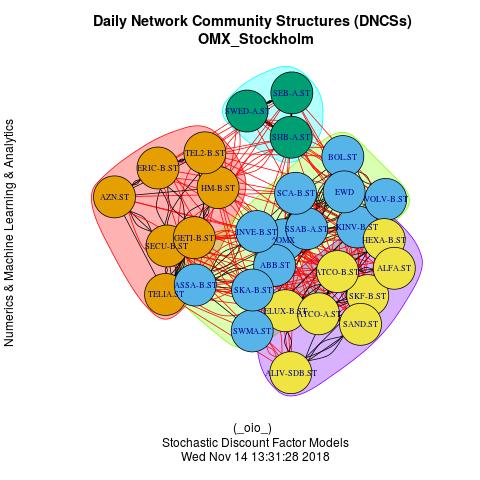 Daily Network Community Structures (DNCSs)
OMX_Stockholm
Numerics & Machine Learning & Analytics
SEB-A.ST
SWED-A.ST
SHB-A.ST
TEL2-B.ST
BOL.ST
ERIC-B.ST
HM-B.ST
SCA-B.ST
EWD
AZN.ST
VOLV-B.ST
KINV-B.ST
SSAB-A.ST
INVE-B.ST
GETI-B.ST
^OMX
HEXA-B.ST
SECU-B.ST
ABB.ST
ALFA.ST
ATCO-B.ST
ASSA-B.ST
SKA-B.ST
TELIA.ST
SKF-B.ST
ELUX-B.ST
ATCO-A.ST
SAND.ST
SWMA.ST
ALIV-SDB.ST
(_oio_)
Stochastic Discount Factor Models
Wed Nov 14 13:31:28 2018